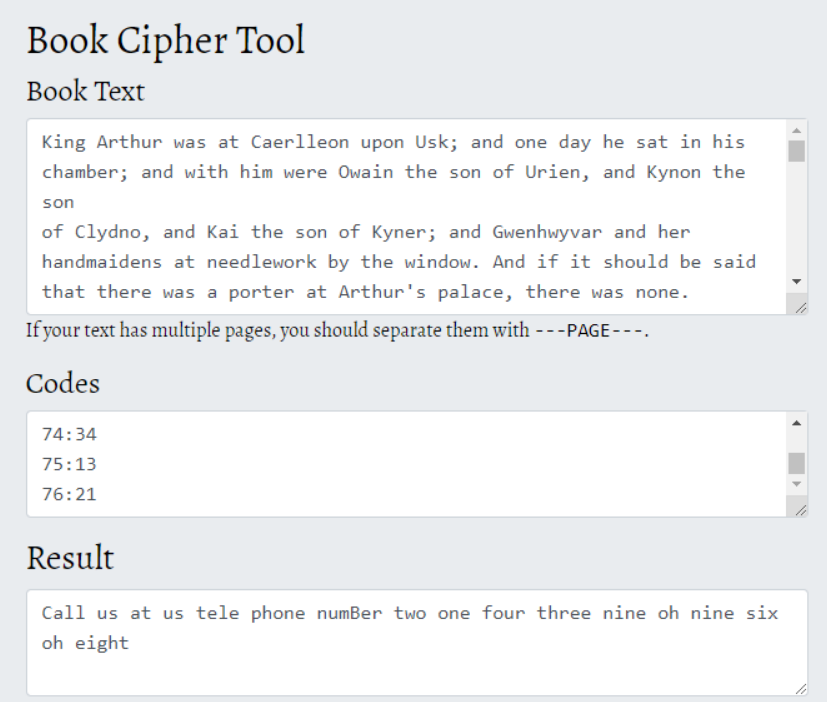 Book Cipher Tool
Book Text
King Arthur was at Caerlleon upon Usk; and one day he sat in his
chamber; and with him were Owain the son of Urien, and Kynon the
son
of Clydno, and Kai the son of Kyner; and Gwenhwyvar and her
handmaidens at needlework by the window. And if it should be said
that there was a porter at Arthur's palace, there was none.
If your text has multiple pages, you should separate them with ---PAGE---.
Codes
74:34
75:13
76:21
Result
Call us at us tele phone numBer two one four three nine oh nine six
oh eight